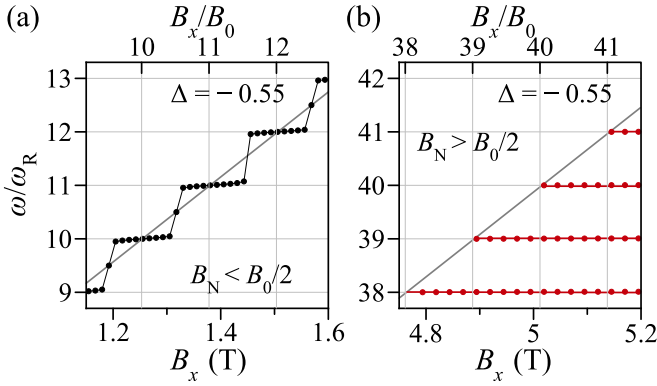 (a)
B_x/B_0
10 11 12
13
12
11
10
9
ω/ω_R
Δ = − 0.55
B_N < B_0/2
1.2 1.4 1.6
B_x (T)
(b)
B_x/B_0
38 39 40 41
42
41
40
39
38
Δ = − 0.55
B_N > B_0/2
4.8 5 5.2
B_x (T)